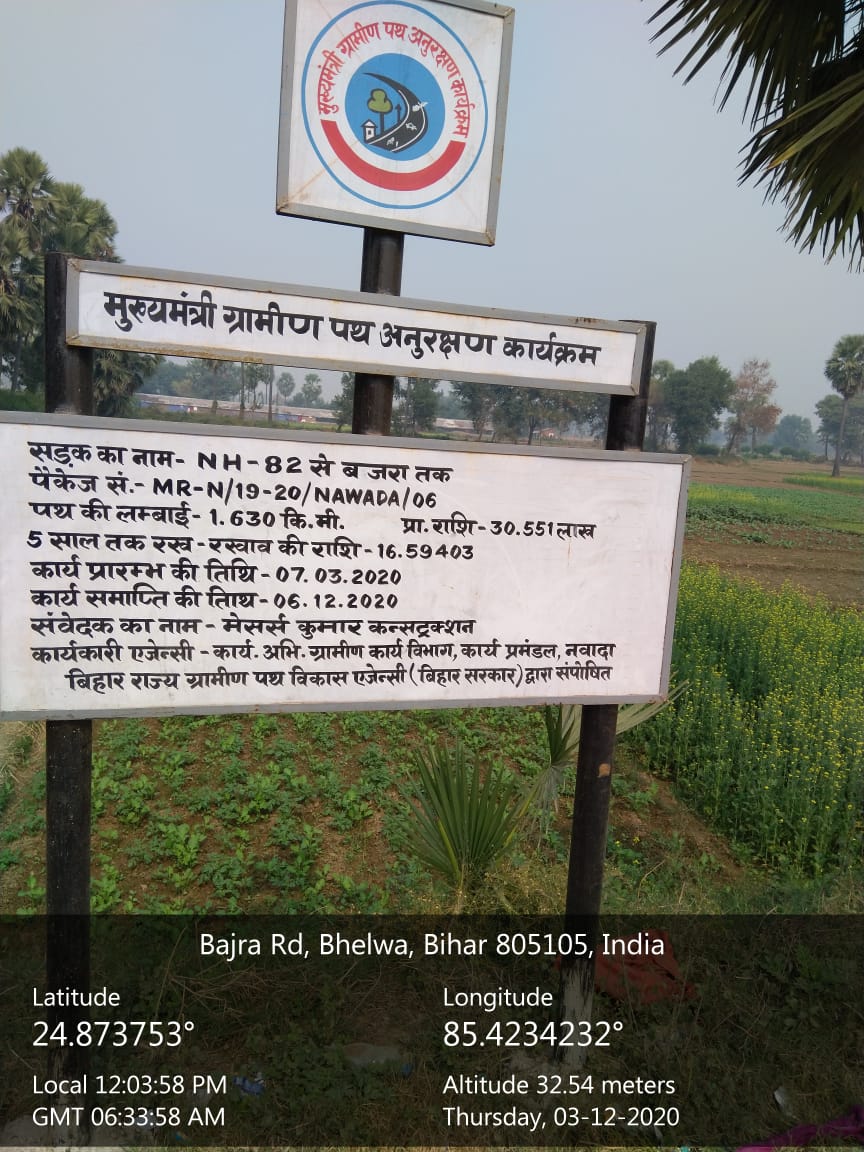 मुख्यमंत्री ग्रामीण पथ अनुरक्षण कार्यक्रम
मुख्यमंत्री ग्रामीण पथ अनुरक्षण कार्यक्रम
सड़क का नाम- NH-82 से बजरा तक
पैकेज सं.- MR-N/19-20/NAWADA/06
पथ की लम्बाई- 1.630 कि.मी. प्रा. राशि-30.551लाख
5 साल तक रख-रखाव की राशि-16.59403
कार्य प्रारम्भ की तिथि-07.03.2020
कार्य समाप्ति की तिथि-06.12.2020
संवेदक का नाम- मेसर्स कुमार कन्सट्रक्शन
कार्यकारी एजेन्सी-कार्य. अभि. ग्रामीण कार्य विभाग, कार्य प्रमंडल, नवादा
बिहार राज्य ग्रामीण पथ विकास एजेन्सी (बिहार सरकार) द्वारा संपोषित
Bajra Rd, Bhelwa, Bihar 805105, India
Latitude Longitude
24.873753° 85.4234232°
Local 12:03:58 PM Altitude 32.54 meters
GMT 06:33:58 AM Thursday, 03-12-2020